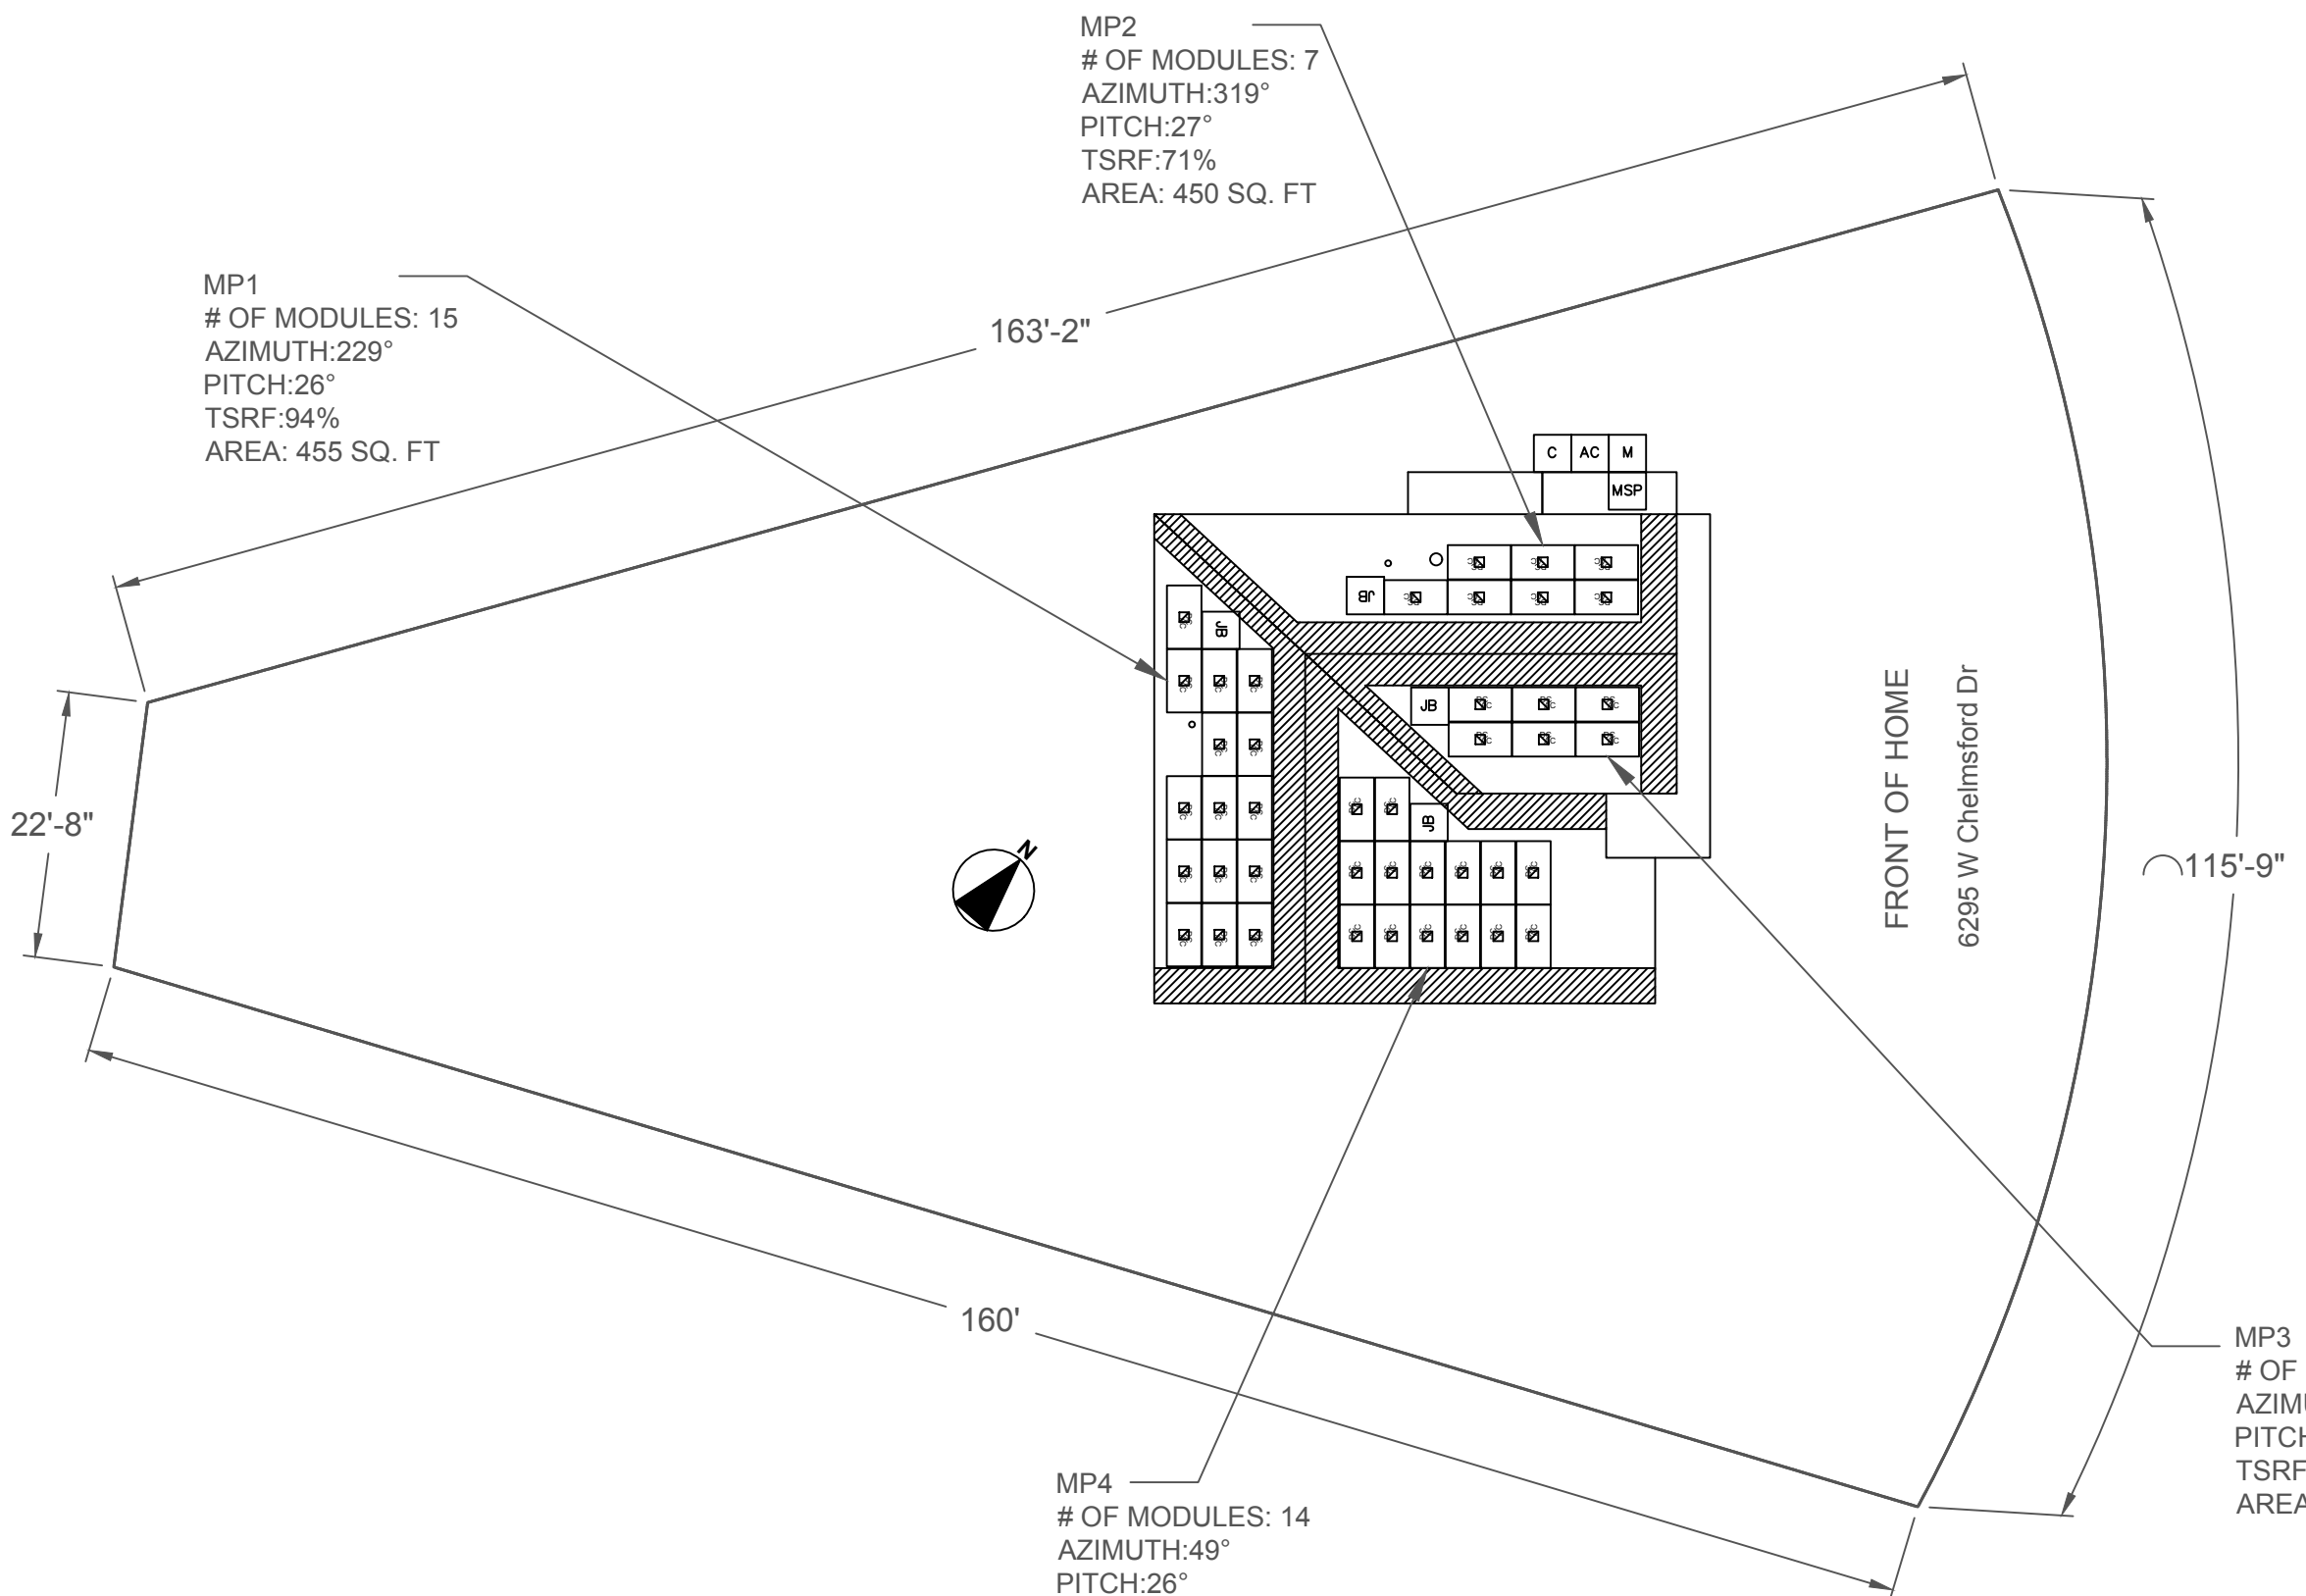 MP2
# OF MODULES: 7
AZIMUTH:319°
PITCH:27°
TSRF:71%
AREA: 450 SQ. FT
MP1
# OF MODULES: 15
AZIMUTH:229°
PITCH:26°
TSRF:94%
AREA: 455 SQ. FT
163'-2"
C AC M
MSP
JB
JB
JB
JB
N
22'-8"
FRONT OF HOME
6295 W Chelmsford Dr
115'-9"
160'
MP3
# OF
AZIMU
PITCH
TSRF
AREA
MP4
# OF MODULES: 14
AZIMUTH:49°
PITCH:26°